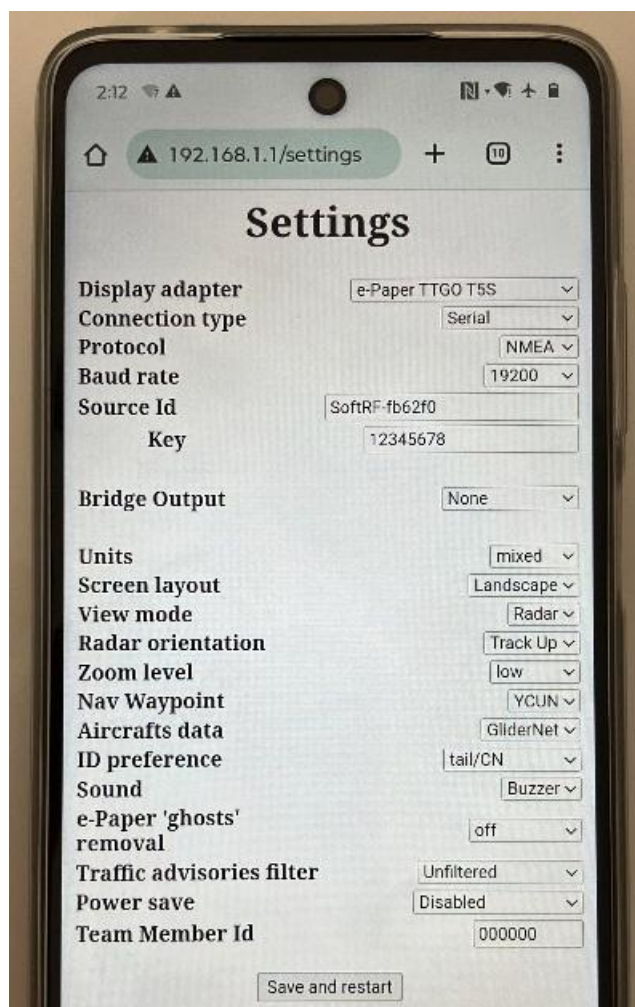 2:12
192.168.1.1/settings
10
Settings
Display adapter e-Paper TTGO T5S
Connection type Serial
Protocol NMEA
Baud rate 19200
Source Id SoftRF-fb62f0
Key 12345678
Bridge Output None
Units mixed
Screen layout Landscape
View mode Radar
Radar orientation Track Up
Zoom level low
Nav Waypoint YCUN
Aircrafts data GliderNet
ID preference tail/CN
Sound Buzzer
e-Paper 'ghosts'
removal off
Traffic advisories filter Unfiltered
Power save Disabled
Team Member Id 000000
Save and restart